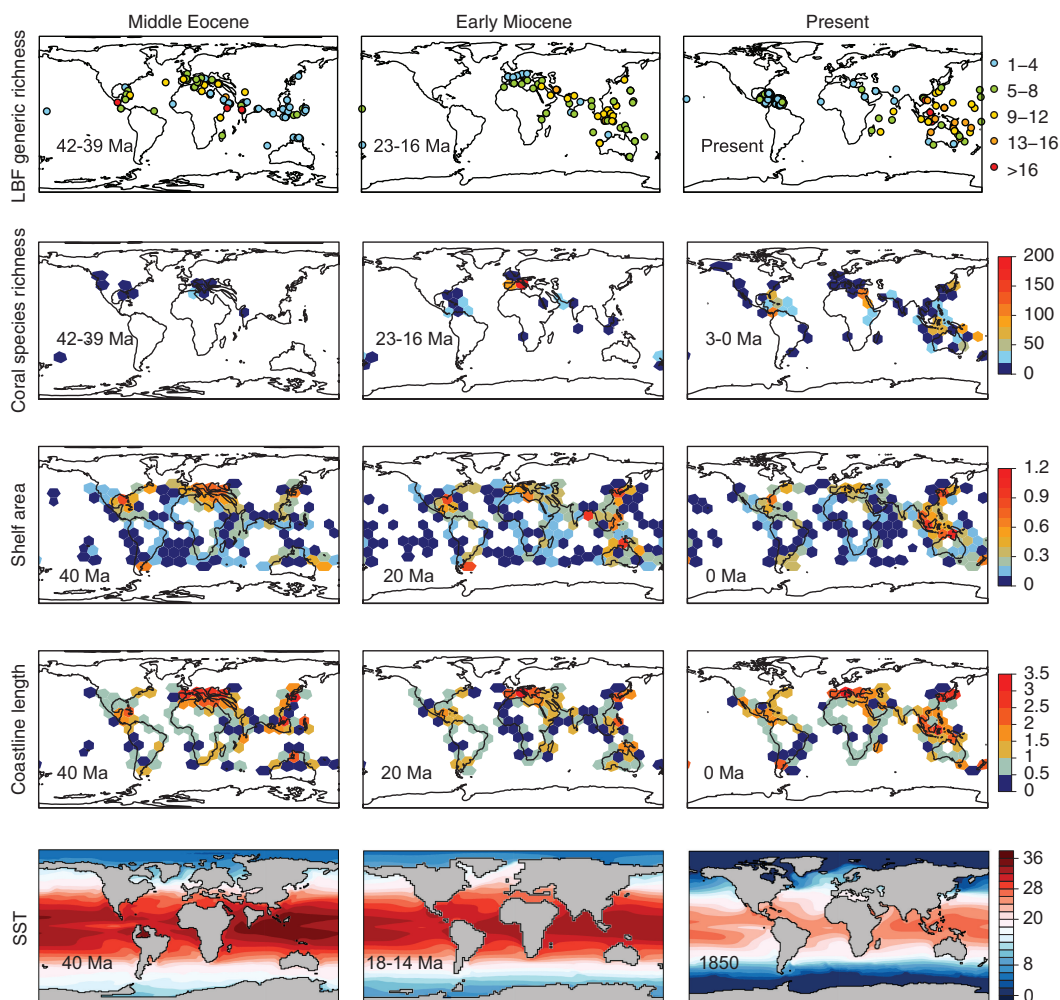 Middle Eocene
Early Miocene
Present
LBF generic richness
42-39 Ma
23-16 Ma
Present
1–4
5–8
9–12
13–16
>16
Coral species richness
42-39 Ma
23-16 Ma
3-0 Ma
200
150
100
50
0
Shelf area
40 Ma
20 Ma
0 Ma
1.2
0.9
0.6
0.3
0
Coastline length
40 Ma
20 Ma
0 Ma
3.5
3
2.5
2
1.5
1
0.5
0
SST
40 Ma
18-14 Ma
1850
36
28
20
8
0